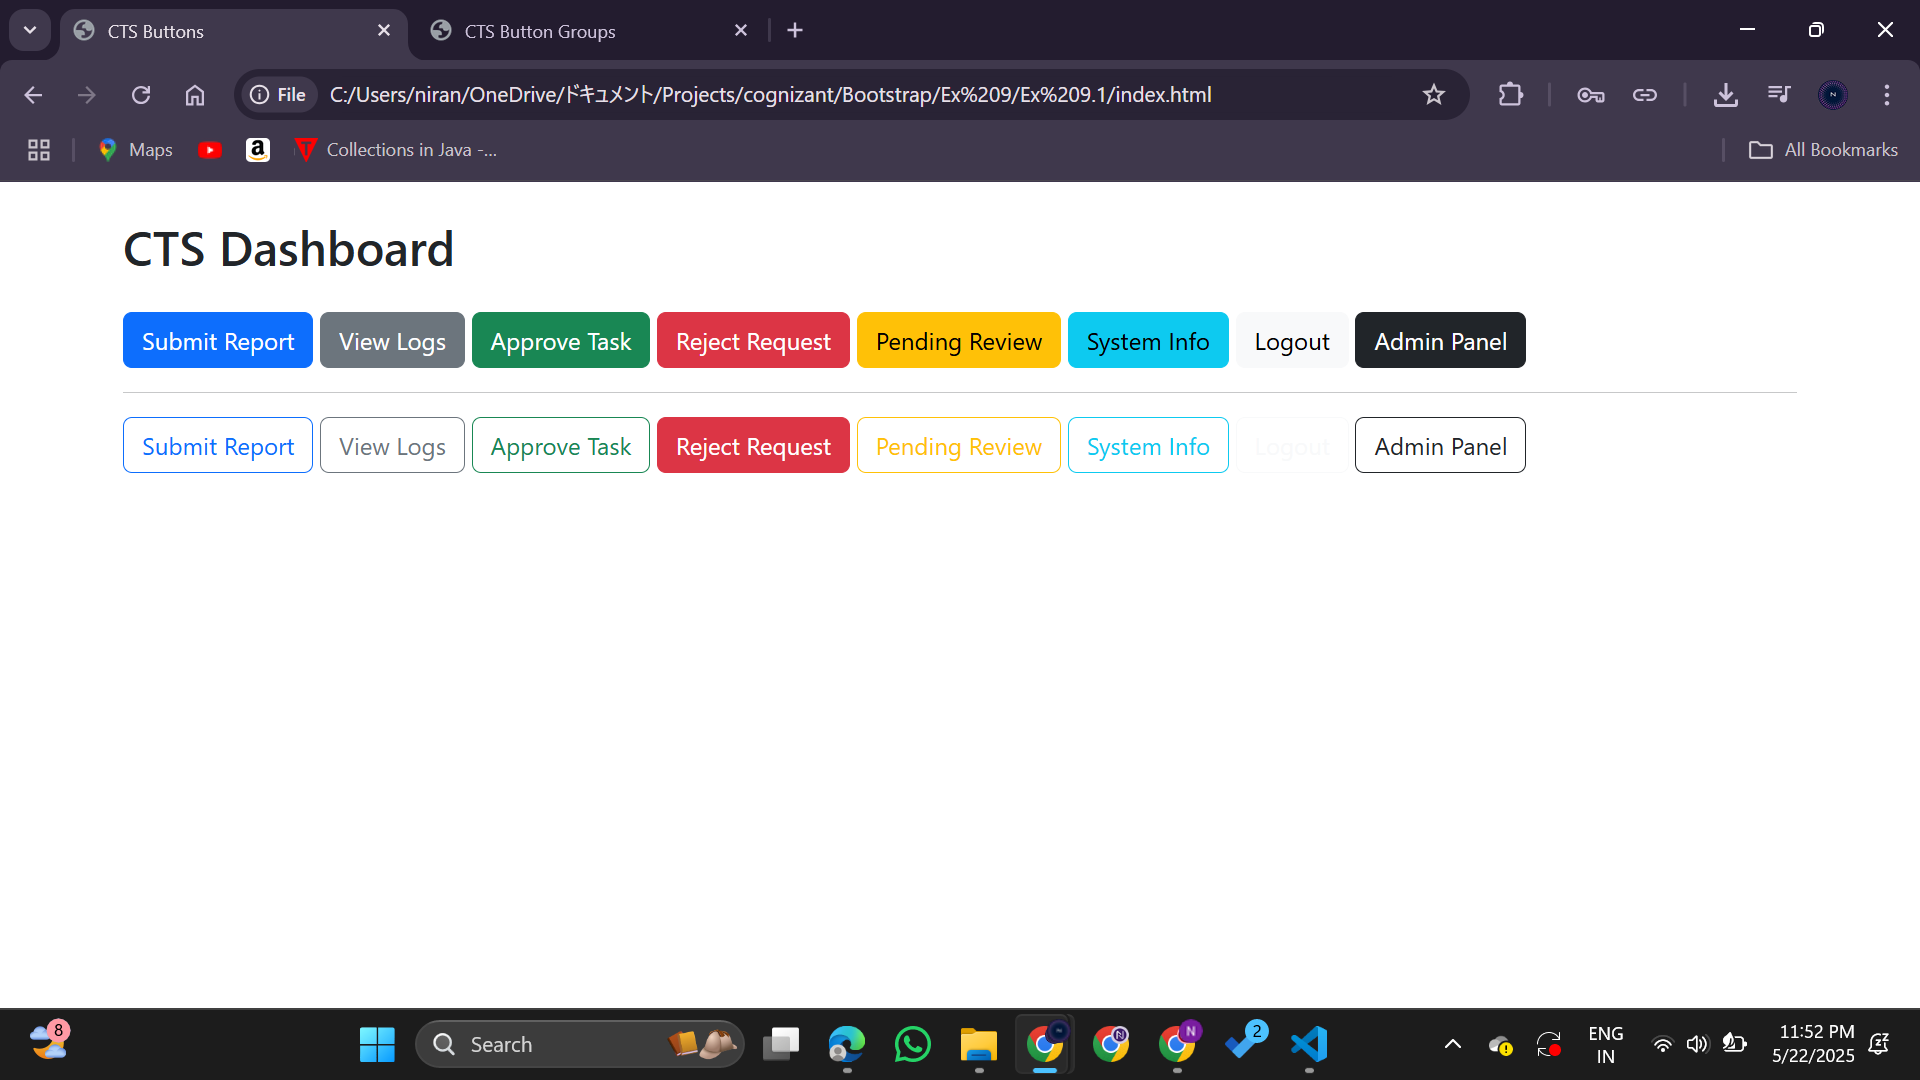 CTS Buttons
CTS Button Groups
File C:/Users/niran/OneDrive/ドキュメント/Projects/cognizant/Bootstrap/Ex%209/Ex%209.1/index.html
Maps
Collections in Java -...
All Bookmarks
CTS Dashboard
Submit Report View Logs Approve Task Reject Request Pending Review System Info Logout Admin Panel
Submit Report View Logs Approve Task Reject Request Pending Review System Info Logout Admin Panel
8
Search
N
N
2
ENG
IN
11:52 PM
5/22/2025